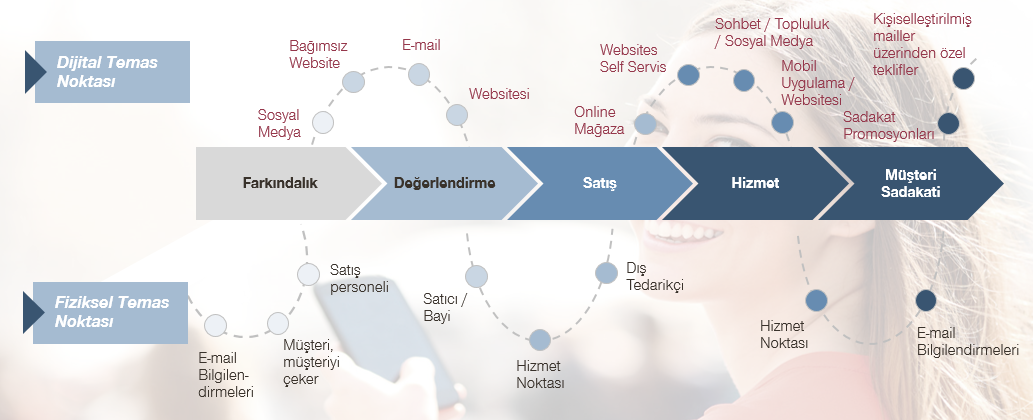 Dijital Temas
Noktası
Sosyal
Medya
Bağımsız
Website
E-mail
Websitesi
Online
Mağaza
Websites
Self Servis
Sohbet / Topluluk
/ Sosyal Medya
Mobil
Uygulama /
Websitesi
Sadakat
Promosyonları
Kişiselleştirilmiş
mailler
üzerinden özel
teklifler
Farkındalık
Değerlendirme
Satış
Hizmet
Müşteri
Sadakati
Fiziksel Temas
Noktası
E-mail
Bilgilen-
dirmeleri
Müşteri,
müşteriyi
çeker
Satış
personeli
Satıcı /
Bayi
Hizmet
Noktası
Dış
Tedarikçi
Hizmet
Noktası
E-mail
Bilgilendirmeleri